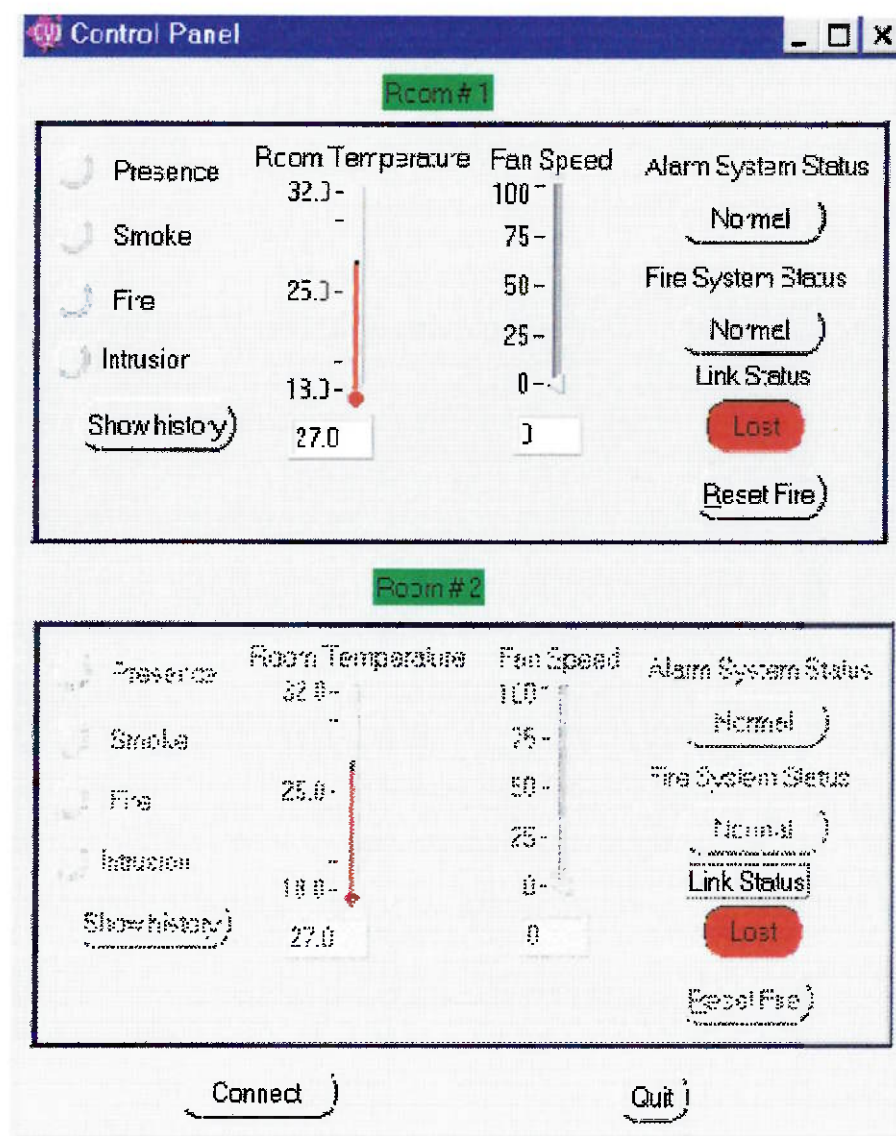 Control Panel
Room #1
Presence
Smoke
Fire
Intrusion
Show history
Room Temperature
32.0
25.0
18.0
27.0
Fan Speed
100
75
50
25
0
0
Alarm System Status
Normal
Fire System Status
Normal
Link Status
Lost
Reset Fire
Room #2
Presence
Smoke
Fire
Intrusion
Show history
Room Temperature
32.0
25.0
18.0
27.0
Fan Speed
100
75
50
25
0
0
Alarm System Status
Normal
Fire System Status
Normal
Link Status
Lost
Reset Fire
Connect
Quit